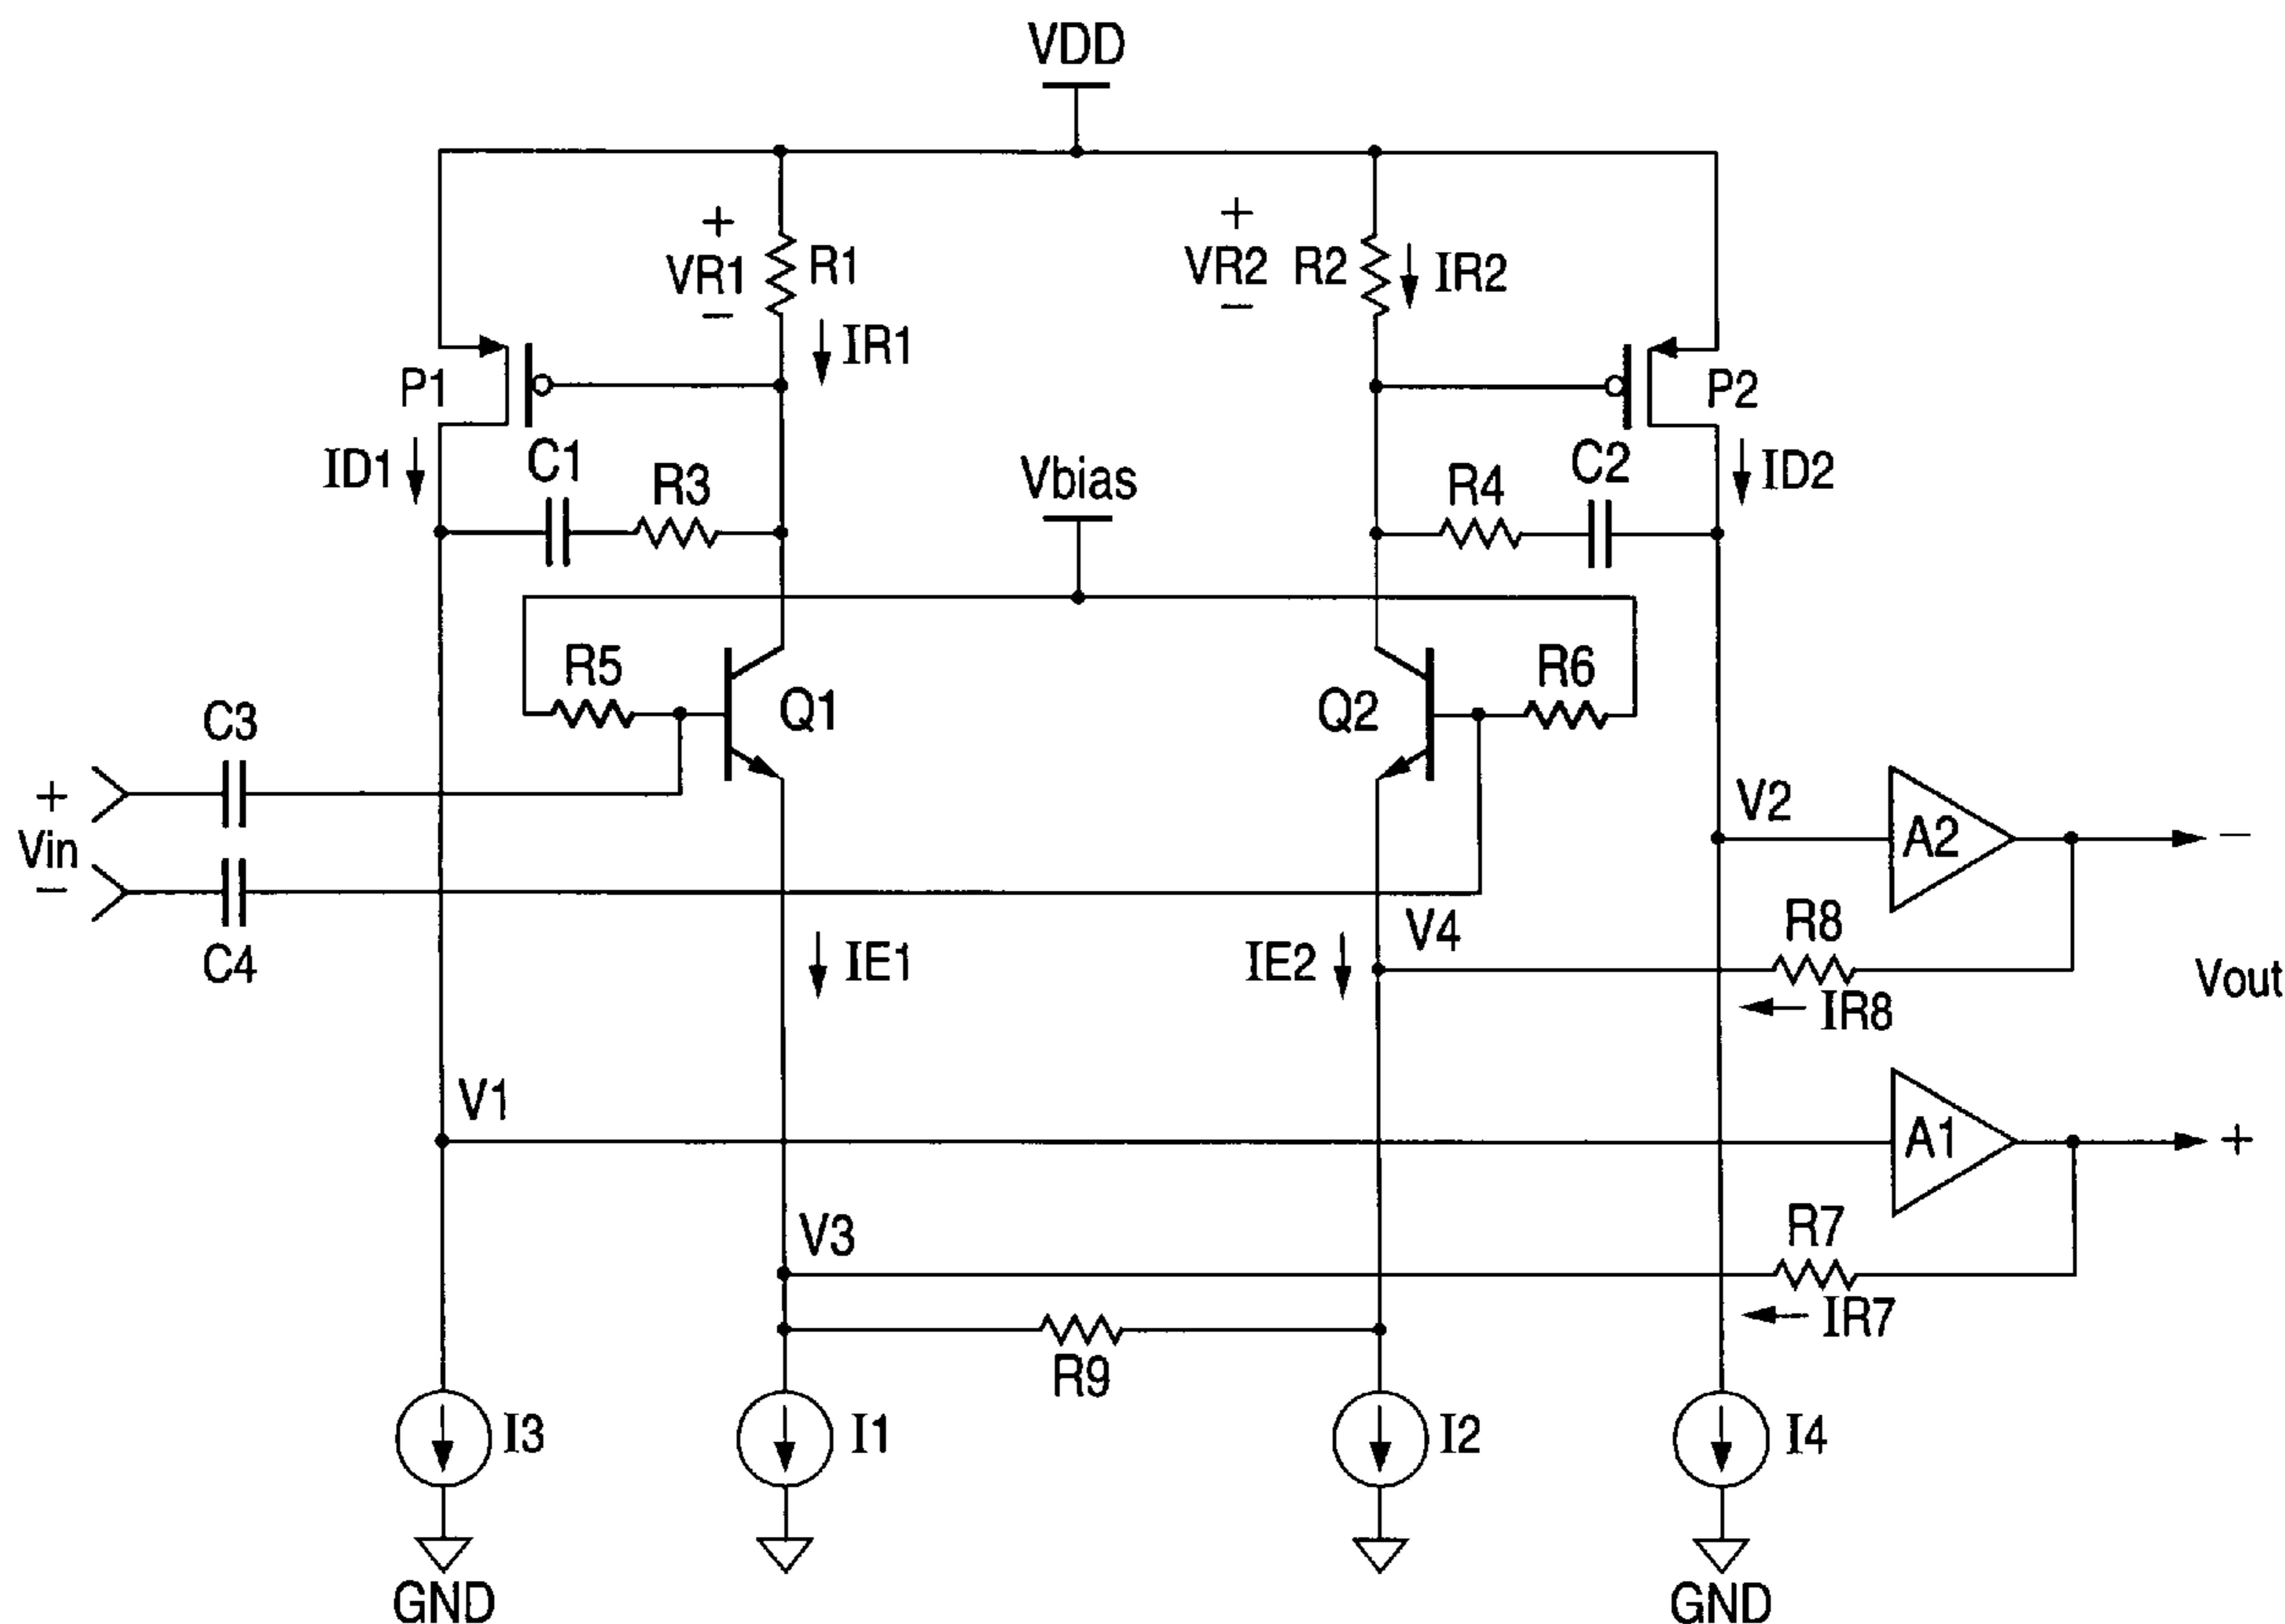 VDD
+
VR1
−
R1
IR1
+
VR2
−
R2
IR2
P1
P2
ID1
C1
R3
Vbias
R4
C2
ID2
R5
Q1
Q2
R6
C3
+
Vin
−
C4
V2
A2
−
V4
R8
IE1
IE2
IR8
Vout
V1
A1
+
V3
R7
IR7
R9
I3
I1
I2
I4
GND
GND